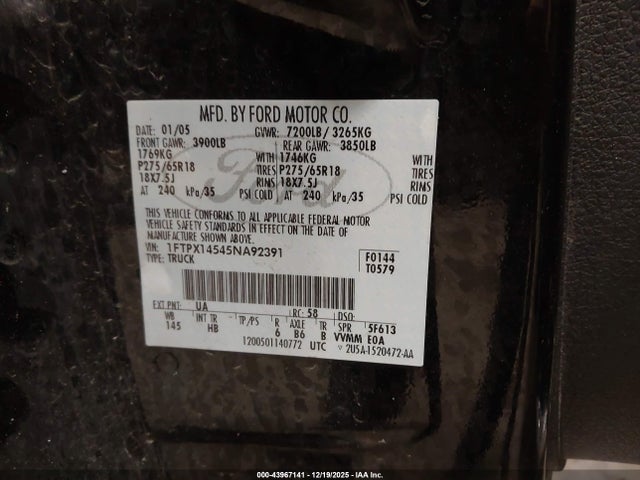 MFD. BY FORD MOTOR CO.
DATE: 01/05 GVWR: 7200LB / 3265KG
FRONT GAWR: 3900LB REAR GAWR: 3850LB
1769KG WITH 1746KG WITH
P275/65R18 TIRES P275/65R18 TIRES
18X7.5J RIMS 18X7.5J RIMS
AT 240 kPa/35 PSI COLD AT 240 kPa/35 PSI COLD
Ford
THIS VEHICLE CONFORMS TO ALL APPLICABLE FEDERAL MOTOR
VEHICLE SAFETY STANDARDS IN EFFECT ON THE DATE OF
MANUFACTURE SHOWN ABOVE.
VIN: 1FTPX14545NA92391 F0144
TYPE: TRUCK T0579
EXT PNT: UA RC: 58 DSO:
WB INT TR TP/PS R AXLE TR SPR 5F613
145 HB 6 B6 B VVMM E0A
1200501140772 UTC ▽ 2U5A-1520472-AA
000-43967141 - 12/19/2025 - IAA Inc.